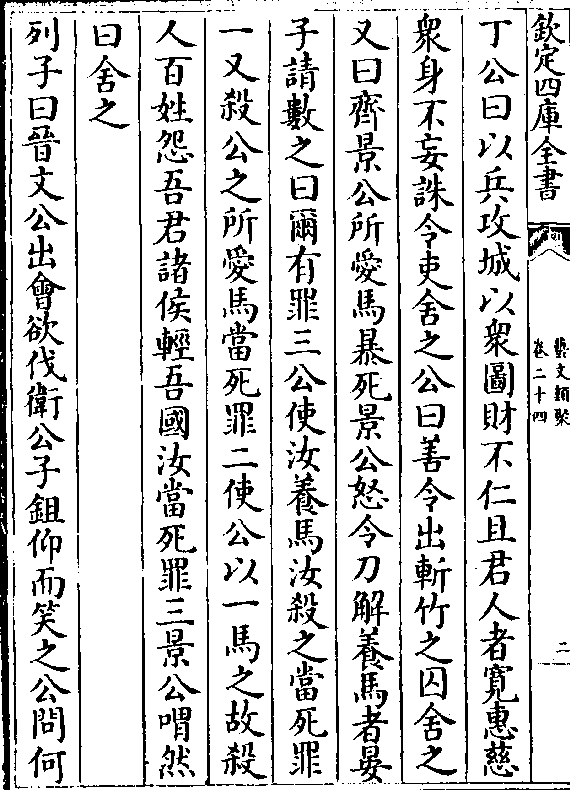 欽定四庫全書
藝文類聚
卷二十四
二
丁公曰以兵攻城以衆圖財不仁且君人者寬惠慈
衆身不妄誅令吏舍之公曰善令出斬竹之囚舍之
又曰齊景公所愛馬暴死景公怒令刀解養馬者晏
子請數之曰爾有罪三公使汝養馬汝殺之當死罪
一又殺公之所愛馬當死罪二使公以一馬之故殺
人百姓怨吾君諸侯輕吾國汝當死罪三景公喟然
曰舍之
列子曰晉文公出會欲伐衛公子鉏仰而笑之公問何